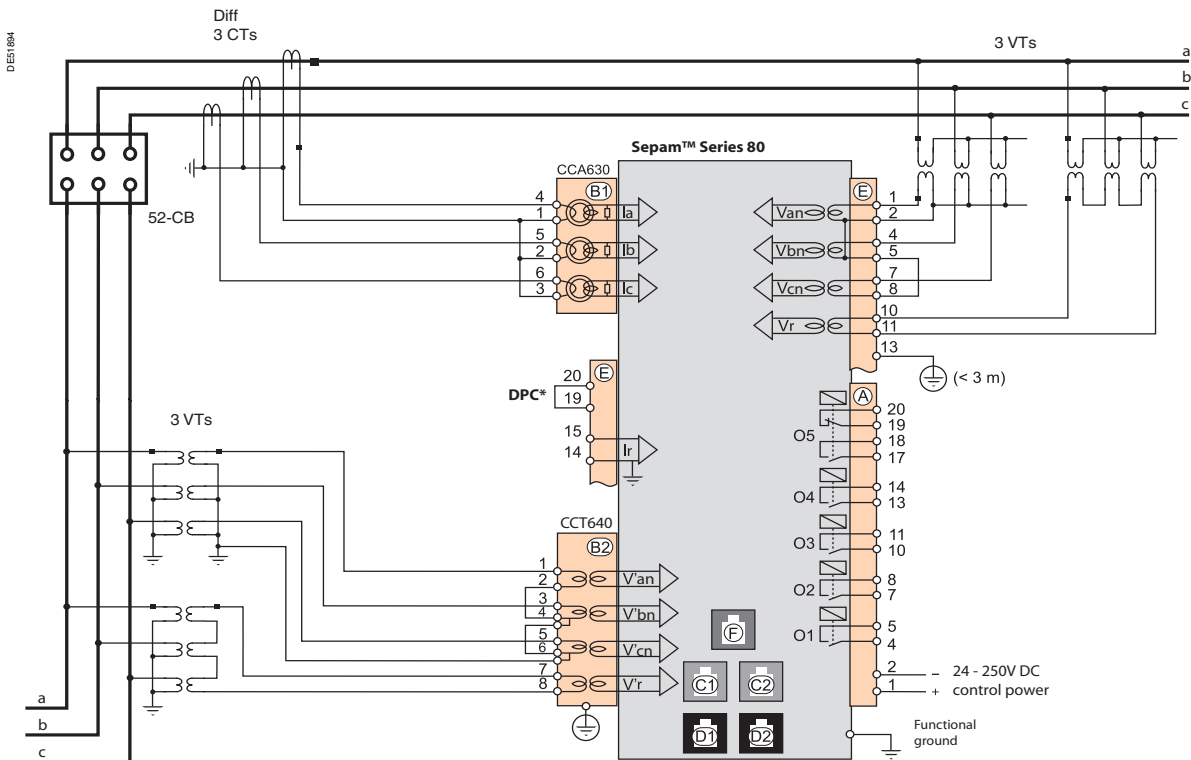 DE51894
Diff
3 CTs
3 VTs
a
b
c
Sepam™ Series 80
CCA630
B1
E
52-CB
4
1
5
2
6
3
Ia
Ib
Ic
Van
Vbn
Vcn
Vr
1
2
4
5
7
8
10
11
13
(< 3 m)
DPC*
20
19
15
14
E
Ir
A
O5
O4
O3
O2
O1
20
19
18
17
14
13
11
10
8
7
5
4
2 – 24 - 250V DC
1 + control power
3 VTs
CCT640
B2
1
2
3
4
5
6
7
8
V'an
V'bn
V'cn
V'r
F
C1
C2
D1
D2
Functional
ground
a
b
c